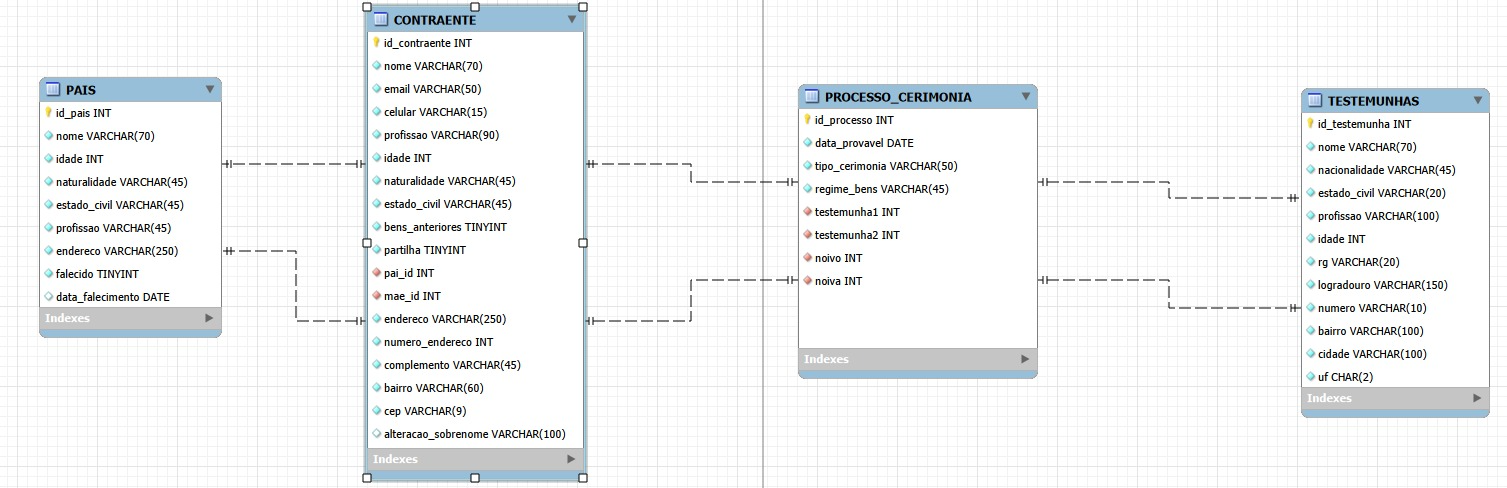 PAIS
id_pais INT
nome VARCHAR(70)
idade INT
naturalidade VARCHAR(45)
estado_civil VARCHAR(45)
profissao VARCHAR(45)
endereco VARCHAR(250)
falecido TINYINT
data_falecimento DATE
Indexes
CONTRAENTE
id_contraente INT
nome VARCHAR(70)
email VARCHAR(50)
celular VARCHAR(15)
profissao VARCHAR(90)
idade INT
naturalidade VARCHAR(45)
estado_civil VARCHAR(45)
bens_anteriores TINYINT
partilha TINYINT
pai_id INT
mae_id INT
endereco VARCHAR(250)
numero_endereco INT
complemento VARCHAR(45)
bairro VARCHAR(60)
cep VARCHAR(9)
alteracao_sobrenome VARCHAR(100)
Indexes
PROCESSO_CERIMONIA
id_processo INT
data_provavel DATE
tipo_cerimonia VARCHAR(50)
regime_bens VARCHAR(45)
testemunha1 INT
testemunha2 INT
noivo INT
noiva INT
Indexes
TESTEMUNHAS
id_testemunha INT
nome VARCHAR(70)
nacionalidade VARCHAR(45)
estado_civil VARCHAR(20)
profissao VARCHAR(100)
idade INT
rg VARCHAR(20)
logradouro VARCHAR(150)
numero VARCHAR(10)
bairro VARCHAR(100)
cidade VARCHAR(100)
uf CHAR(2)
Indexes